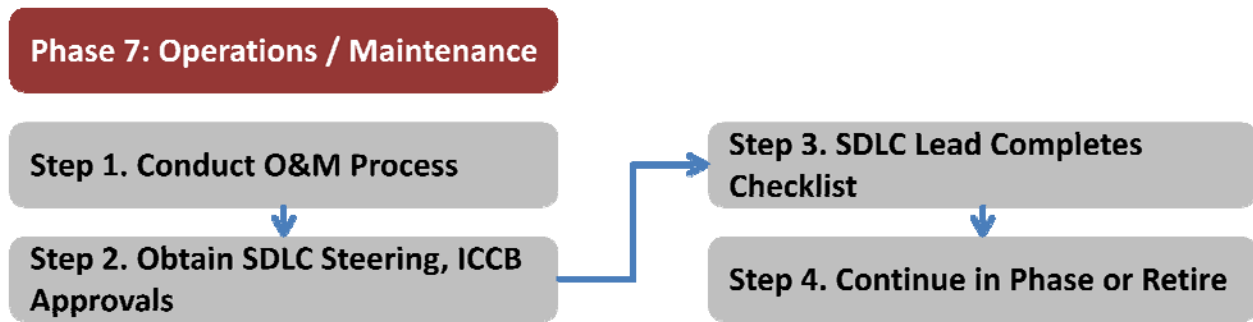 Phase 7: Operations / Maintenance
Step 1. Conduct O&M Process
Step 2. Obtain SDLC Steering, ICCB
Approvals
Step 3. SDLC Lead Completes
Checklist
Step 4. Continue in Phase or Retire